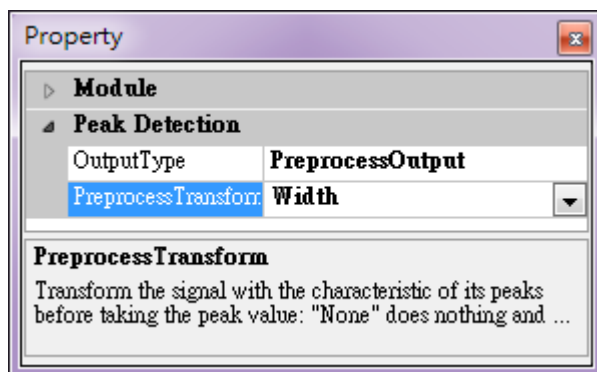 Property
Module
Peak Detection
OutputType PreprocessOutput
PreprocessTransform Width
PreprocessTransform
Transform the signal with the characteristic of its peaks
before taking the peak value: "None" does nothing and ...